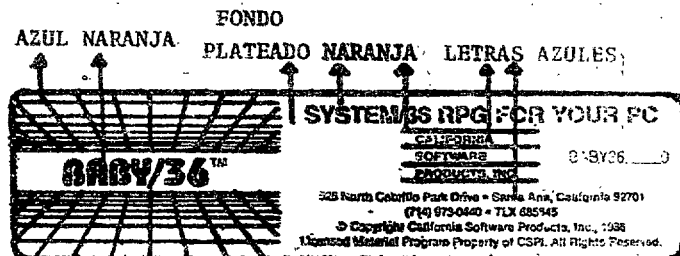 FONDO
AZUL NARANJA PLATEADO NARANJA LETRAS AZULES
SYSTEM/36 RPG FOR YOUR PC
CALIFORNIA
SOFTWARE
PRODUCTS, INC.
BABY/36™
525 North Cabrillo Park Drive • Santa Ana, California 92701
(714) 973-0440 • TLX 685145
© Copyright California Software Products, Inc., 1986
Licensed Material Program Property of CSPI. All Rights Reserved.